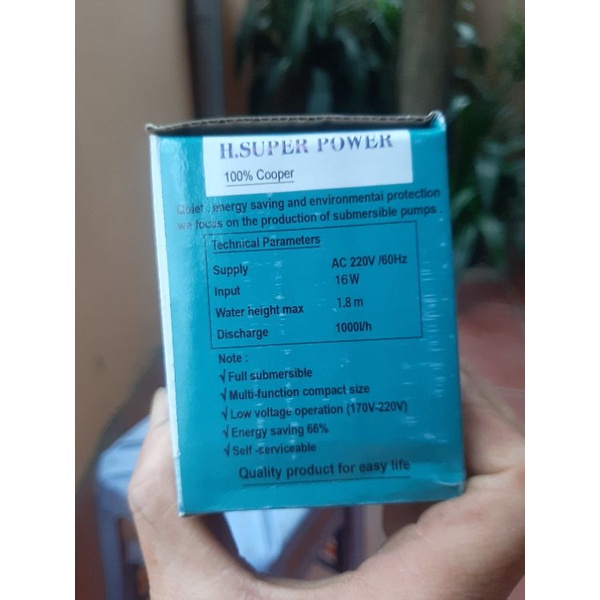 H.SUPER POWER
100% Cooper
Quiet . energy saving and environmental protection
we focus on the production of submersible pumps .
Technical Parameters
Supply AC 220V /60Hz
Input 16W
Water height max 1.8 m
Discharge 1000l/h
Note :
√ Full submersible
√ Multi-function compact size
√ Low voltage operation (170V-220V)
√ Energy saving 66%
√ Self -serviceable
Quality product for easy life